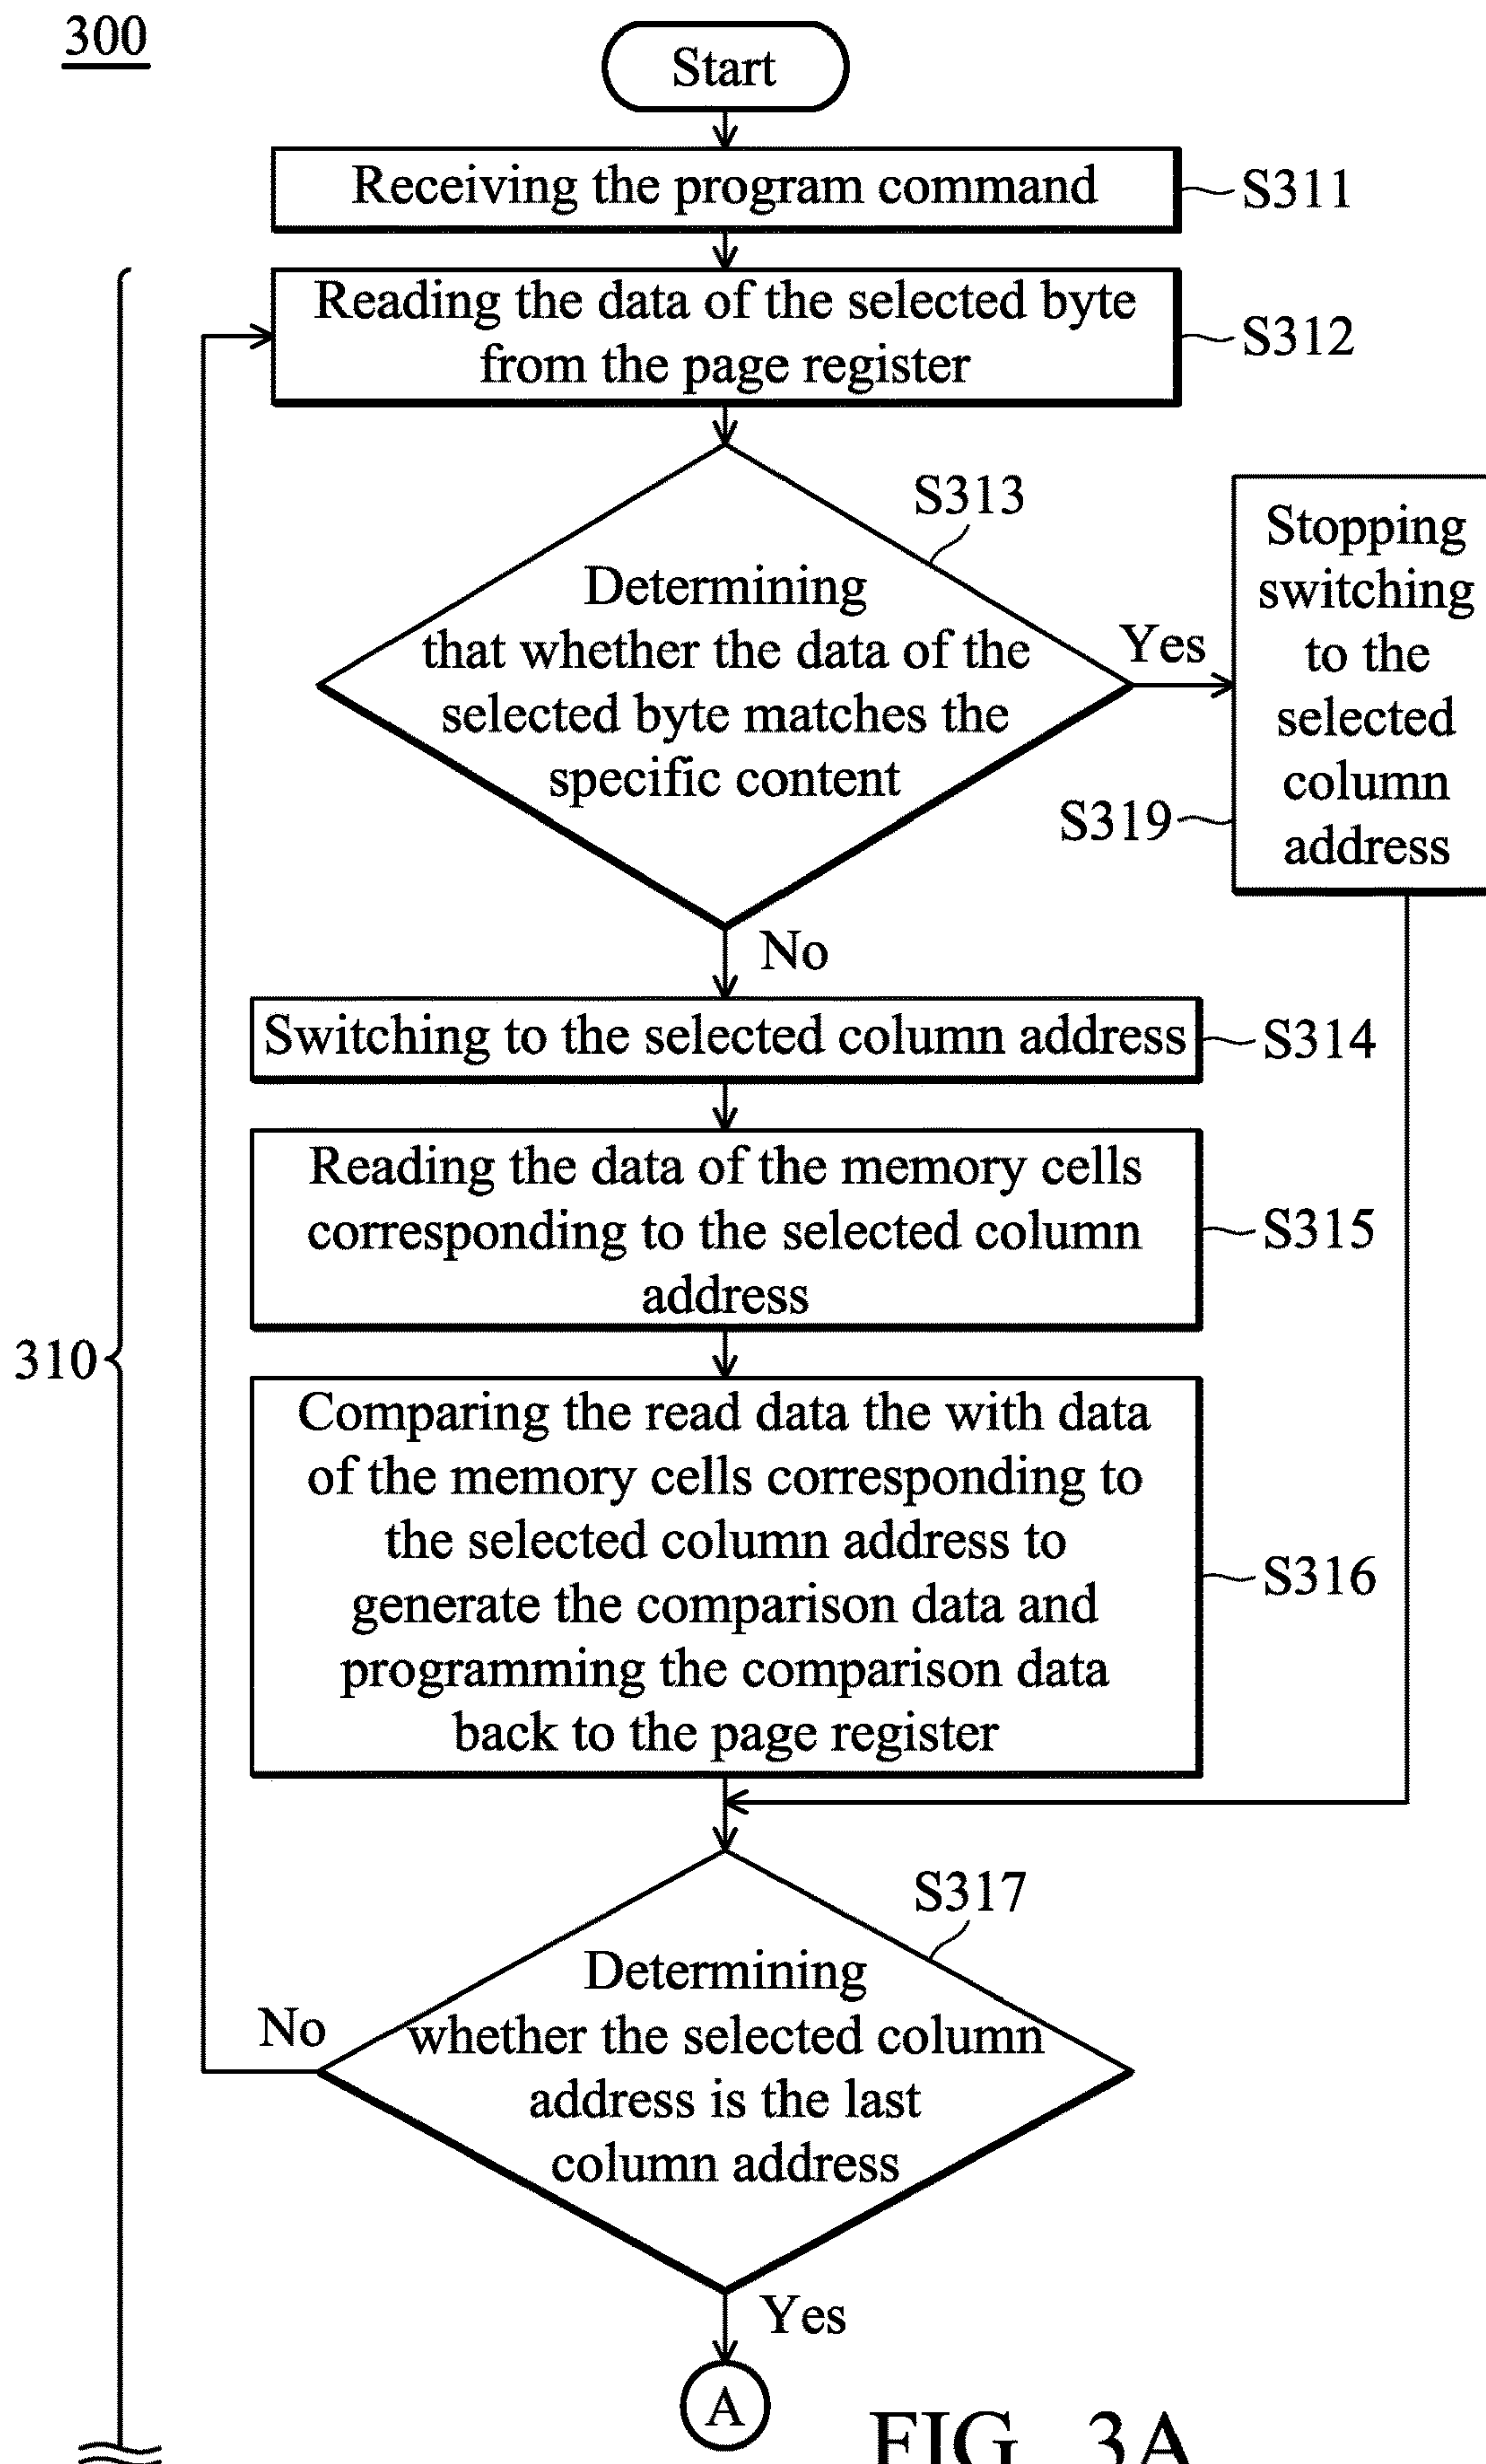 300
Start
Receiving the program command
S311
Reading the data of the selected byte
from the page register
S312
S313
Determining
that whether the data of the
selected byte matches the
specific content
Yes
Stopping
switching
to the
selected
column
address
S319
No
Switching to the selected column address
S314
Reading the data of the memory cells
corresponding to the selected column
address
S315
310
Comparing the read data the with data
of the memory cells corresponding to
the selected column address to
generate the comparison data and
programming the comparison data
back to the page register
S316
S317
Determining
whether the selected column
address is the last
column address
No
Yes
A
FIG. 3A